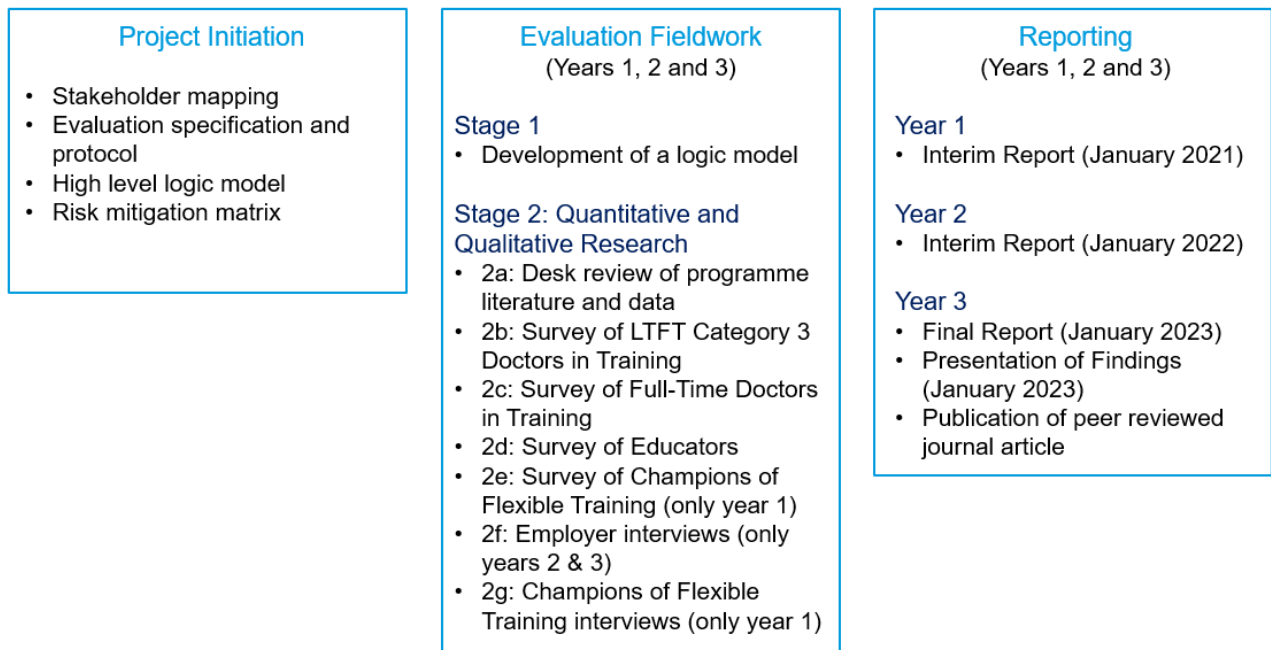 Project Initiation
• Stakeholder mapping
• Evaluation specification and
protocol
• High level logic model
• Risk mitigation matrix
Evaluation Fieldwork
(Years 1, 2 and 3)
Stage 1
• Development of a logic model
Stage 2: Quantitative and
Qualitative Research
• 2a: Desk review of programme
literature and data
• 2b: Survey of LTFT Category 3
Doctors in Training
• 2c: Survey of Full-Time Doctors
in Training
• 2d: Survey of Educators
• 2e: Survey of Champions of
Flexible Training (only year 1)
• 2f: Employer interviews (only
years 2 & 3)
• 2g: Champions of Flexible
Training interviews (only year 1)
Reporting
(Years 1, 2 and 3)
Year 1
• Interim Report (January 2021)
Year 2
• Interim Report (January 2022)
Year 3
• Final Report (January 2023)
• Presentation of Findings
(January 2023)
• Publication of peer reviewed
journal article